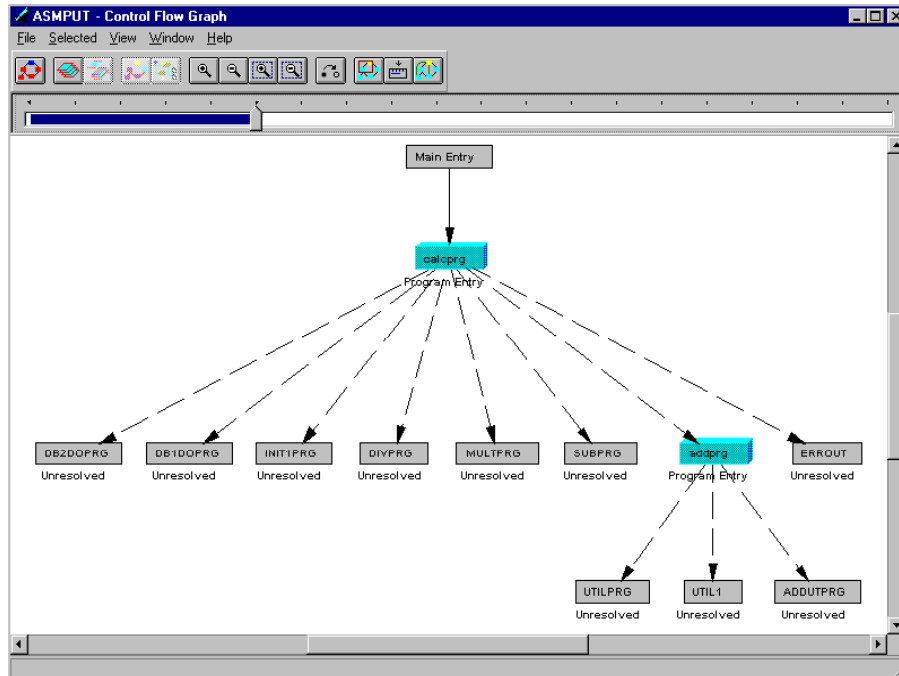 ASMPUT - Control Flow Graph
File Selected View Window Help
Main Entry
calcprg
Program Entry
DB2DOPRG DB1DOPRG INIT1PRG DIVPRG MULTPRG SUBPRG addprg ERROUT
Unresolved Unresolved Unresolved Unresolved Unresolved Unresolved Program Entry Unresolved
UTILPRG UTIL1 ADDUTPRG
Unresolved Unresolved Unresolved